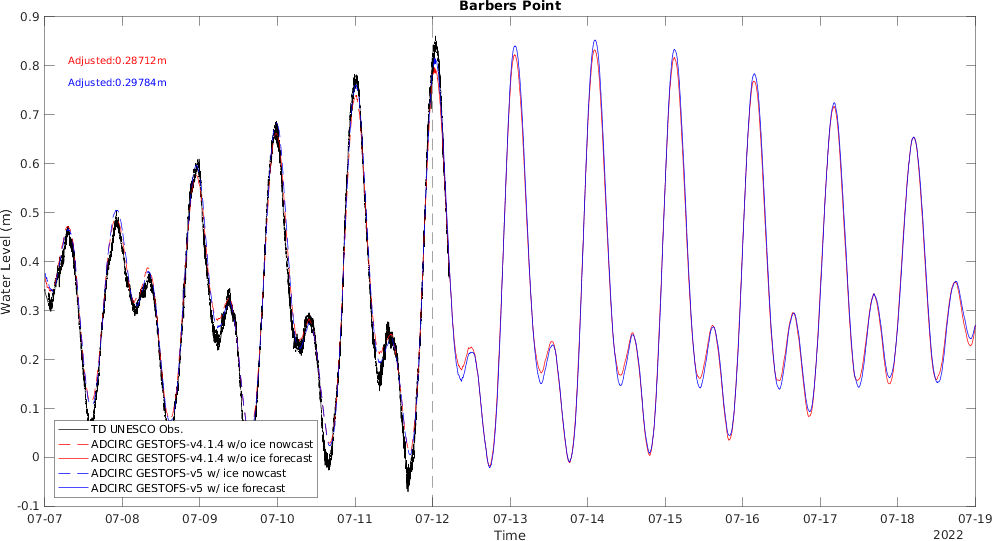 Barbers Point
0.9
0.8
0.7
0.6
0.5
0.4
0.3
0.2
0.1
0
-0.1
Water Level (m)
Adjusted:0.28712m
Adjusted:0.29784m
TD UNESCO Obs.
ADCIRC GESTOFS-v4.1.4 w/o ice nowcast
ADCIRC GESTOFS-v4.1.4 w/o ice forecast
ADCIRC GESTOFS-v5 w/ ice nowcast
ADCIRC GESTOFS-v5 w/ ice forecast
07-07 07-08 07-09 07-10 07-11 07-12 07-13 07-14 07-15 07-16 07-17 07-18 07-19
Time
2022